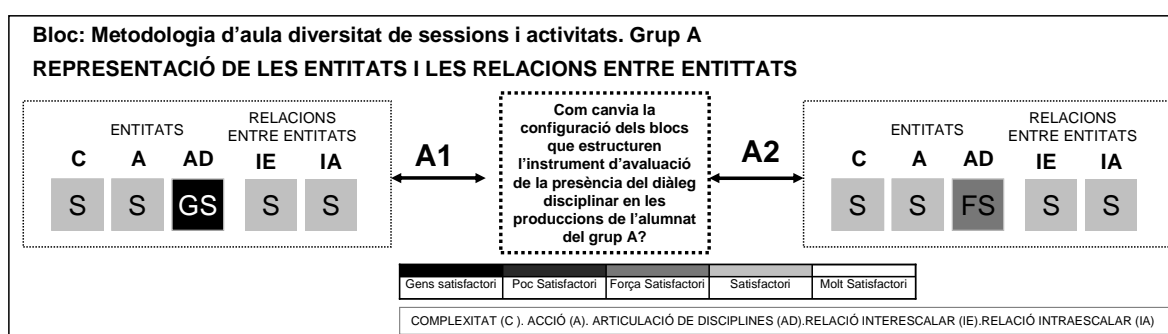 Bloc: Metodologia d'aula diversitat de sessions i activitats. Grup A
REPRESENTACIÓ DE LES ENTITATS I LES RELACIONS ENTRE ENTITTATS
ENTITATS
RELACIONS
ENTRE ENTITATS
C A AD IE IA
S S GS S S
A1
Com canvia la
configuració dels blocs
que estructuren
l'instrument d'avaluació
de la presència del diàleg
disciplinar en les
produccions de l'alumnat
del grup A?
A2
ENTITATS
RELACIONS
ENTRE ENTITATS
C A AD IE IA
S S FS S S
Gens satisfactori Poc Satisfactori Força Satisfactori Satisfactori Molt Satisfactori
COMPLEXITAT (C ). ACCIÓ (A). ARTICULACIÓ DE DISCIPLINES (AD).RELACIÓ INTERESCALAR (IE).RELACIÓ INTRAESCALAR (IA)